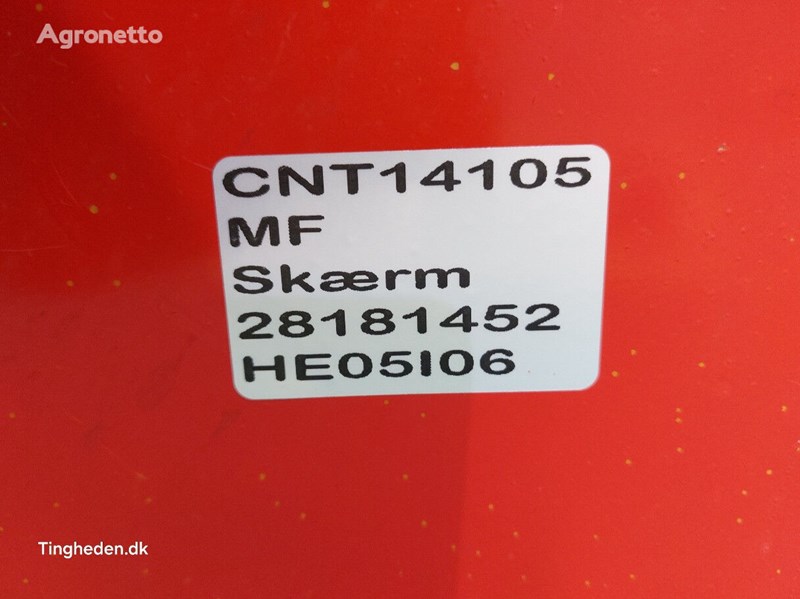 Agronetto
CNT14105
MF
Skærm
28181452
HE05I06
Tingheden.dk